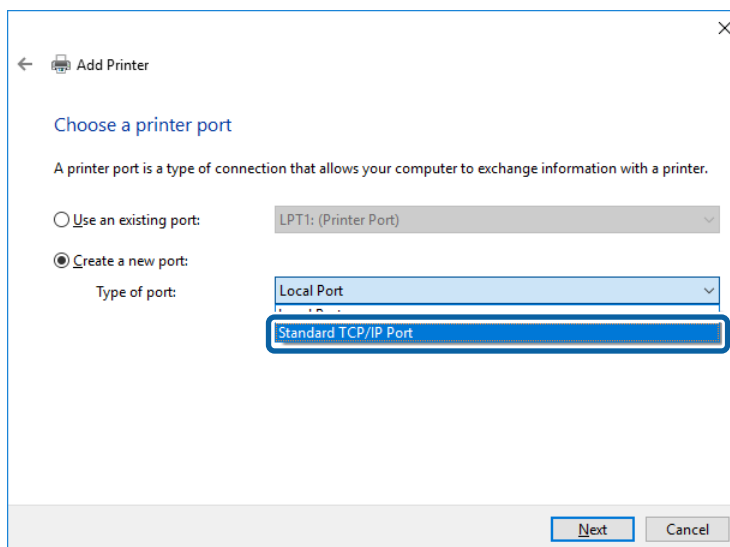 Add Printer
Choose a printer port
A printer port is a type of connection that allows your computer to exchange information with a printer.
Use an existing port: LPT1: (Printer Port)
Create a new port:
Type of port: Local Port
Standard TCP/IP Port
Next Cancel